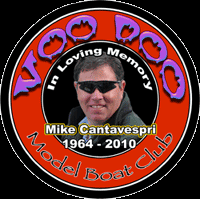 VOO DOO
In Loving Memory
Mike Cantavespri
1964 - 2010
Model Boat Club